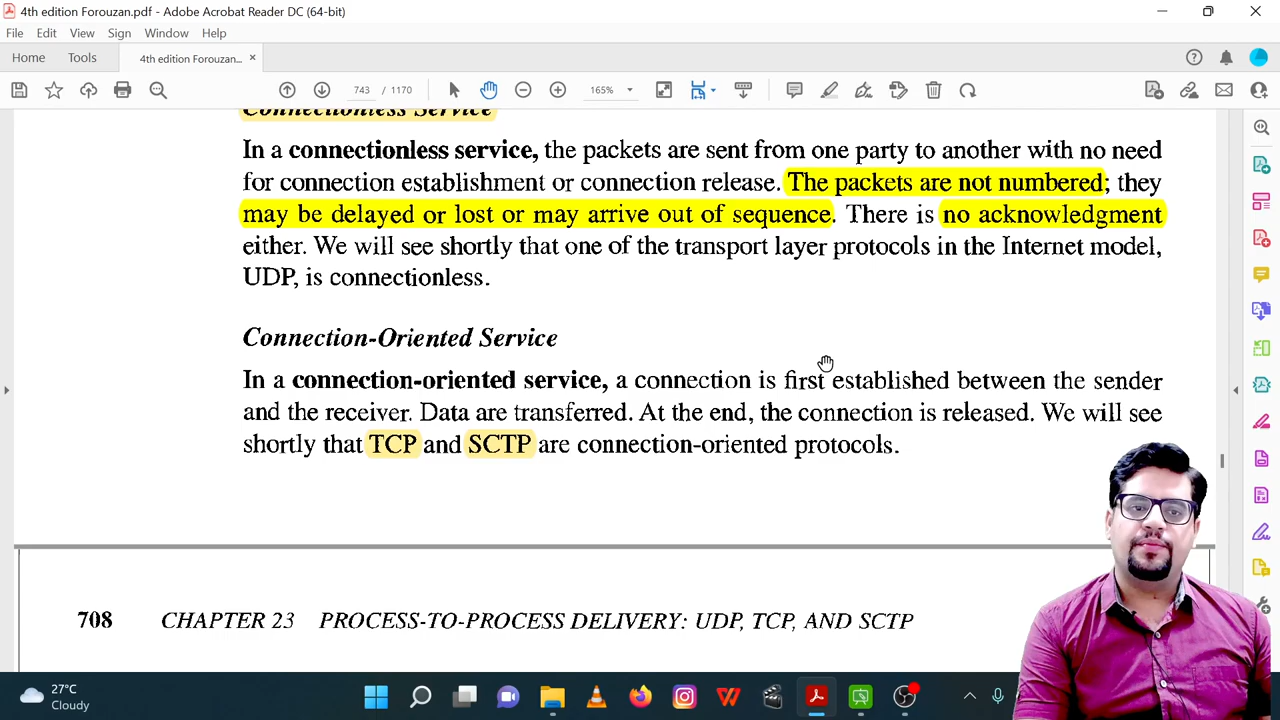 4th edition Forouzan.pdf - Adobe Acrobat Reader DC (64-bit)
File Edit View Sign Window Help
Home Tools 4th edition Forouzan... ×
743 / 1170 165%
Connectionless Service
In a connectionless service, the packets are sent from one party to another with no need
for connection establishment or connection release. The packets are not numbered; they
may be delayed or lost or may arrive out of sequence. There is no acknowledgment
either. We will see shortly that one of the transport layer protocols in the Internet model,
UDP, is connectionless.
Connection-Oriented Service
In a connection-oriented service, a connection is first established between the sender
and the receiver. Data are transferred. At the end, the connection is released. We will see
shortly that TCP and SCTP are connection-oriented protocols.
708 CHAPTER 23 PROCESS-TO-PROCESS DELIVERY: UDP, TCP, AND SCTP
27°C
Cloudy